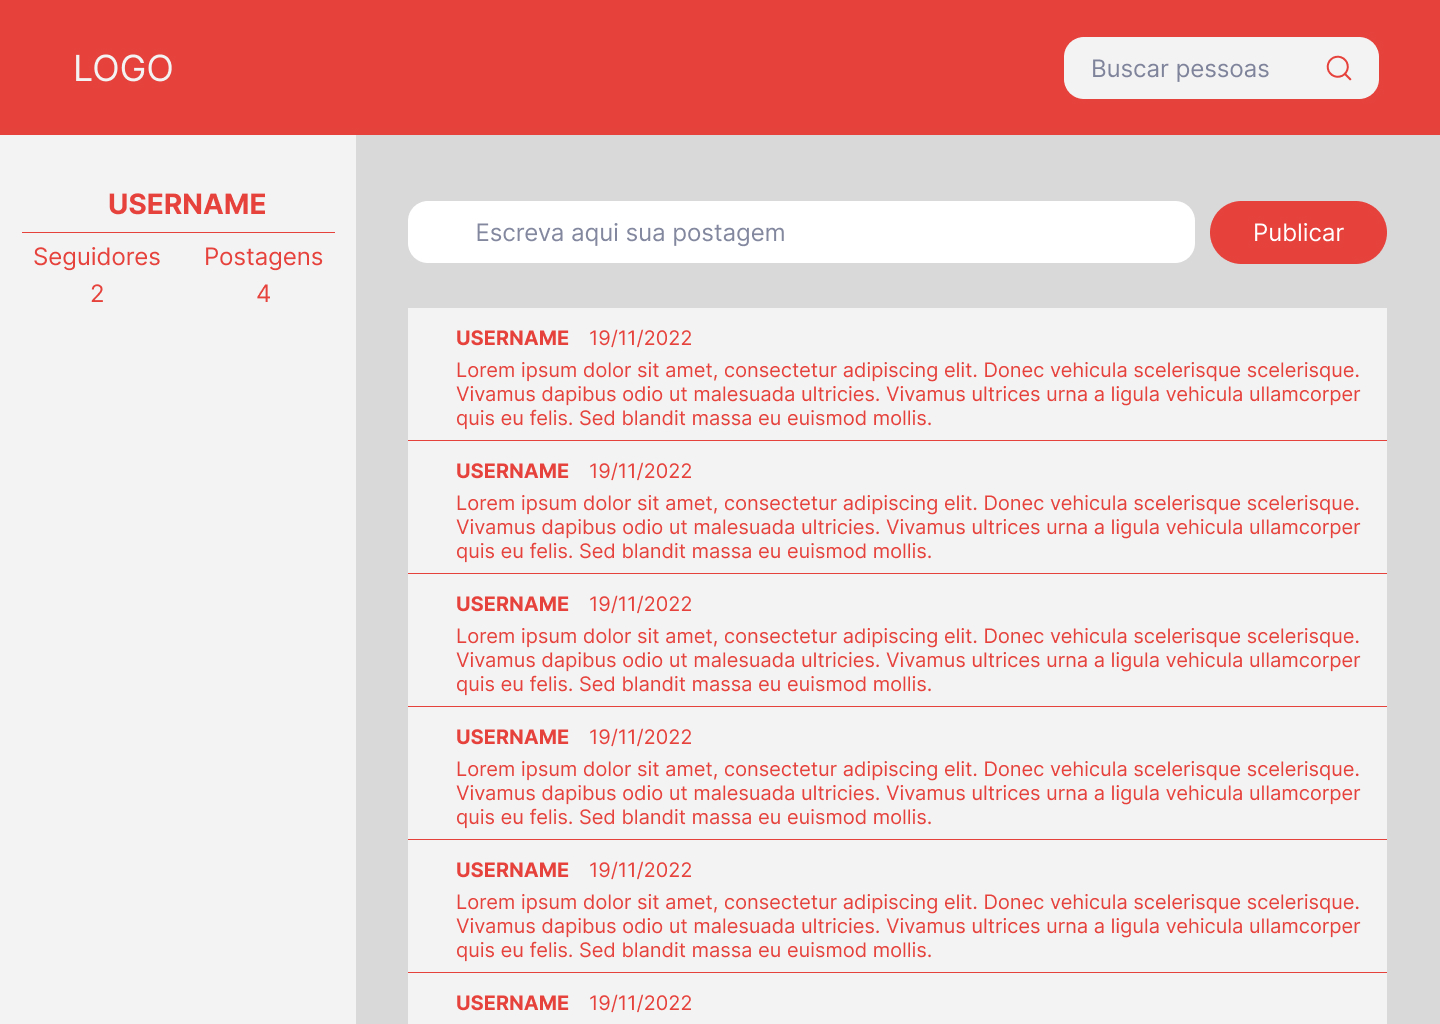 LOGO
Buscar pessoas
USERNAME
Seguidores
Postagens
2
4
Escreva aqui sua postagem
Publicar
USERNAME 19/11/2022
Lorem ipsum dolor sit amet, consectetur adipiscing elit. Donec vehicula scelerisque scelerisque.
Vivamus dapibus odio ut malesuada ultricies. Vivamus ultrices urna a ligula vehicula ullamcorper
quis eu felis. Sed blandit massa eu euismod mollis.
USERNAME 19/11/2022
Lorem ipsum dolor sit amet, consectetur adipiscing elit. Donec vehicula scelerisque scelerisque.
Vivamus dapibus odio ut malesuada ultricies. Vivamus ultrices urna a ligula vehicula ullamcorper
quis eu felis. Sed blandit massa eu euismod mollis.
USERNAME 19/11/2022
Lorem ipsum dolor sit amet, consectetur adipiscing elit. Donec vehicula scelerisque scelerisque.
Vivamus dapibus odio ut malesuada ultricies. Vivamus ultrices urna a ligula vehicula ullamcorper
quis eu felis. Sed blandit massa eu euismod mollis.
USERNAME 19/11/2022
Lorem ipsum dolor sit amet, consectetur adipiscing elit. Donec vehicula scelerisque scelerisque.
Vivamus dapibus odio ut malesuada ultricies. Vivamus ultrices urna a ligula vehicula ullamcorper
quis eu felis. Sed blandit massa eu euismod mollis.
USERNAME 19/11/2022
Lorem ipsum dolor sit amet, consectetur adipiscing elit. Donec vehicula scelerisque scelerisque.
Vivamus dapibus odio ut malesuada ultricies. Vivamus ultrices urna a ligula vehicula ullamcorper
quis eu felis. Sed blandit massa eu euismod mollis.
USERNAME 19/11/2022